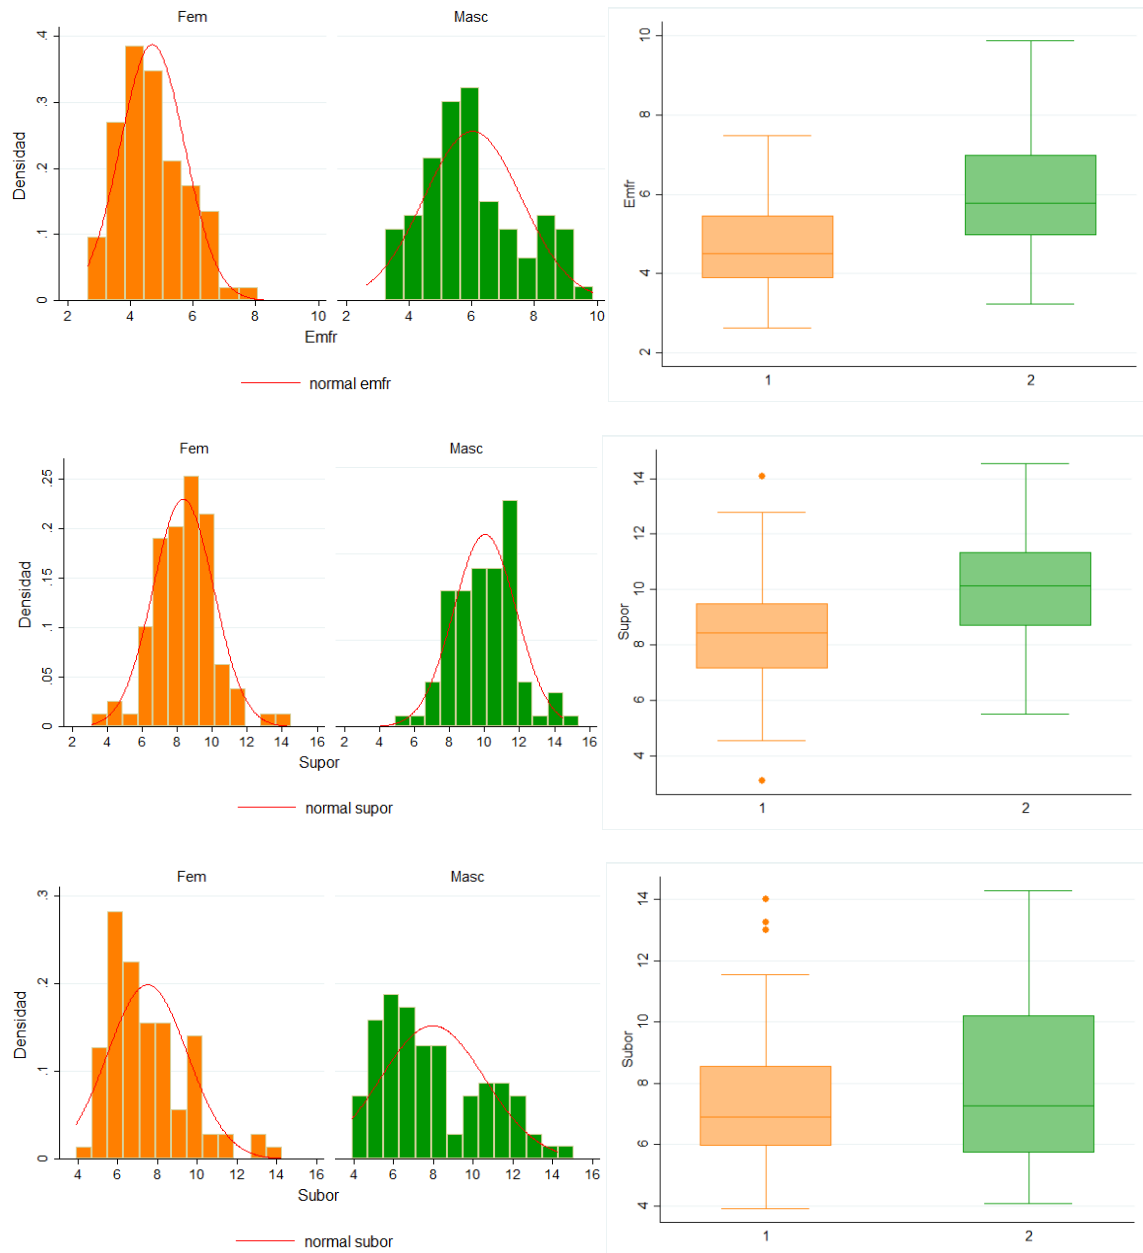 Fem Masc
Densidad
0 .1 .2 .3 .4
2 4 6 8 10 2 4 6 8 10
Emfr
normal emfr
Emfr
2 4 6 8 10
1 2
Fem Masc
Densidad
0 .05 .1 .15 .2 .25
2 4 6 8 10 12 14 16 2 4 6 8 10 12 14 16
Supor
normal supor
Supor
4 6 8 10 12 14
1 2
Fem Masc
Densidad
0 .1 .2 .3
4 6 8 10 12 14 16 4 6 8 10 12 14 16
Subor
normal subor
Subor
4 6 8 10 12 14
1 2